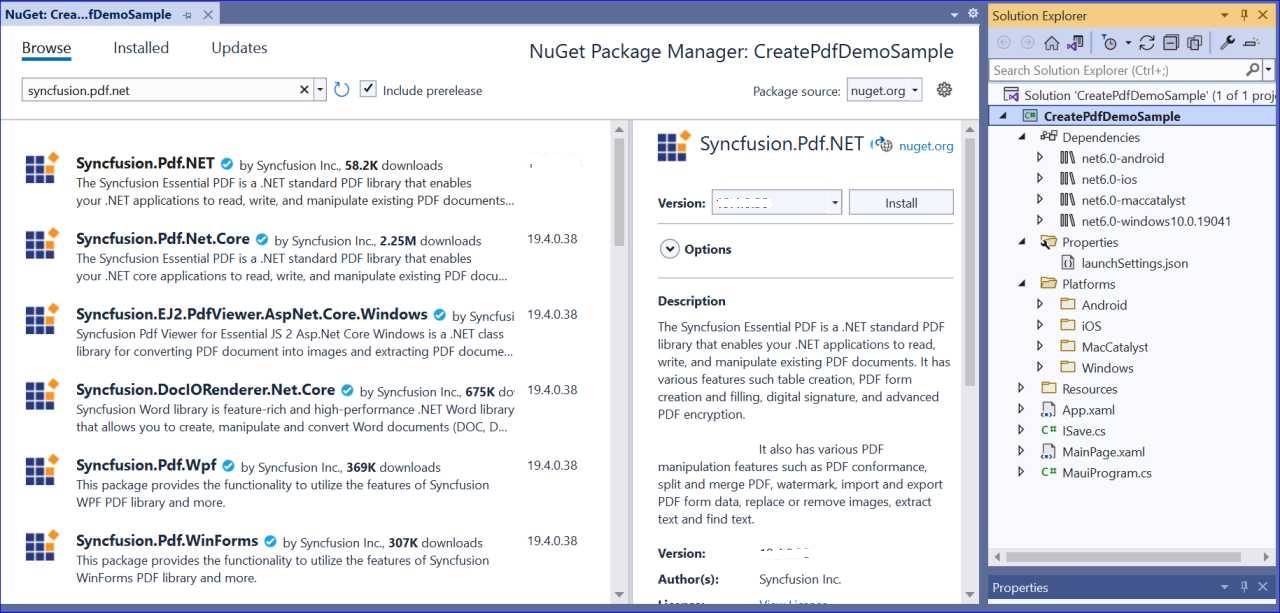 NuGet: Crea...fDemoSample
Browse
Installed
Updates
NuGet Package Manager: CreatePdfDemoSample
syncfusion.pdf.net
Include prerelease
Package source: nuget.org
Syncfusion.Pdf.NET by Syncfusion Inc., 58.2K downloads
The Syncfusion Essential PDF is a .NET standard PDF library that enables
your .NET applications to read, write, and manipulate existing PDF documents...
Syncfusion.Pdf.Net.Core by Syncfusion Inc., 2.25M downloads 19.4.0.38
The Syncfusion Essential PDF is a .NET standard PDF library that enables
your .NET core applications to read, write, and manipulate existing PDF docu...
Syncfusion.EJ2.PdfViewer.AspNet.Core.Windows by Syncfusi 19.4.0.38
Syncfusion Pdf Viewer for Essential JS 2 Asp.Net Core Windows is a .NET class
library for converting PDF document into images and extracting PDF docume...
Syncfusion.DocIORenderer.Net.Core by Syncfusion Inc., 675K do 19.4.0.38
Syncfusion Word library is feature-rich and high-performance .NET Word library
that allows you to create, manipulate and convert Word documents (DOC, D...
Syncfusion.Pdf.Wpf by Syncfusion Inc., 369K downloads 19.4.0.38
This package provides the functionality to utilize the features of Syncfusion
WPF PDF library and more.
Syncfusion.Pdf.WinForms by Syncfusion Inc., 307K downloads 19.4.0.38
This package provides the functionality to utilize the features of Syncfusion
WinForms PDF library and more.
Syncfusion.Pdf.NET nuget.org
Version:
Install
Options
Description
The Syncfusion Essential PDF is a .NET standard PDF
library that enables your .NET applications to read,
write, and manipulate existing PDF documents. It has
various features such table creation, PDF form
creation and filling, digital signature, and advanced
PDF encryption.
It also has various PDF
manipulation features such as PDF conformance,
split and merge PDF, watermark, import and export
PDF form data, replace or remove images, extract
text and find text.
Version:
Author(s): Syncfusion Inc.
License: View License
Solution Explorer
Search Solution Explorer (Ctrl+;)
Solution 'CreatePdfDemoSample' (1 of 1 proje
CreatePdfDemoSample
Dependencies
net6.0-android
net6.0-ios
net6.0-maccatalyst
net6.0-windows10.0.19041
Properties
launchSettings.json
Platforms
Android
iOS
MacCatalyst
Windows
Resources
App.xaml
C# ISave.cs
MainPage.xaml
C# MauiProgram.cs
Properties